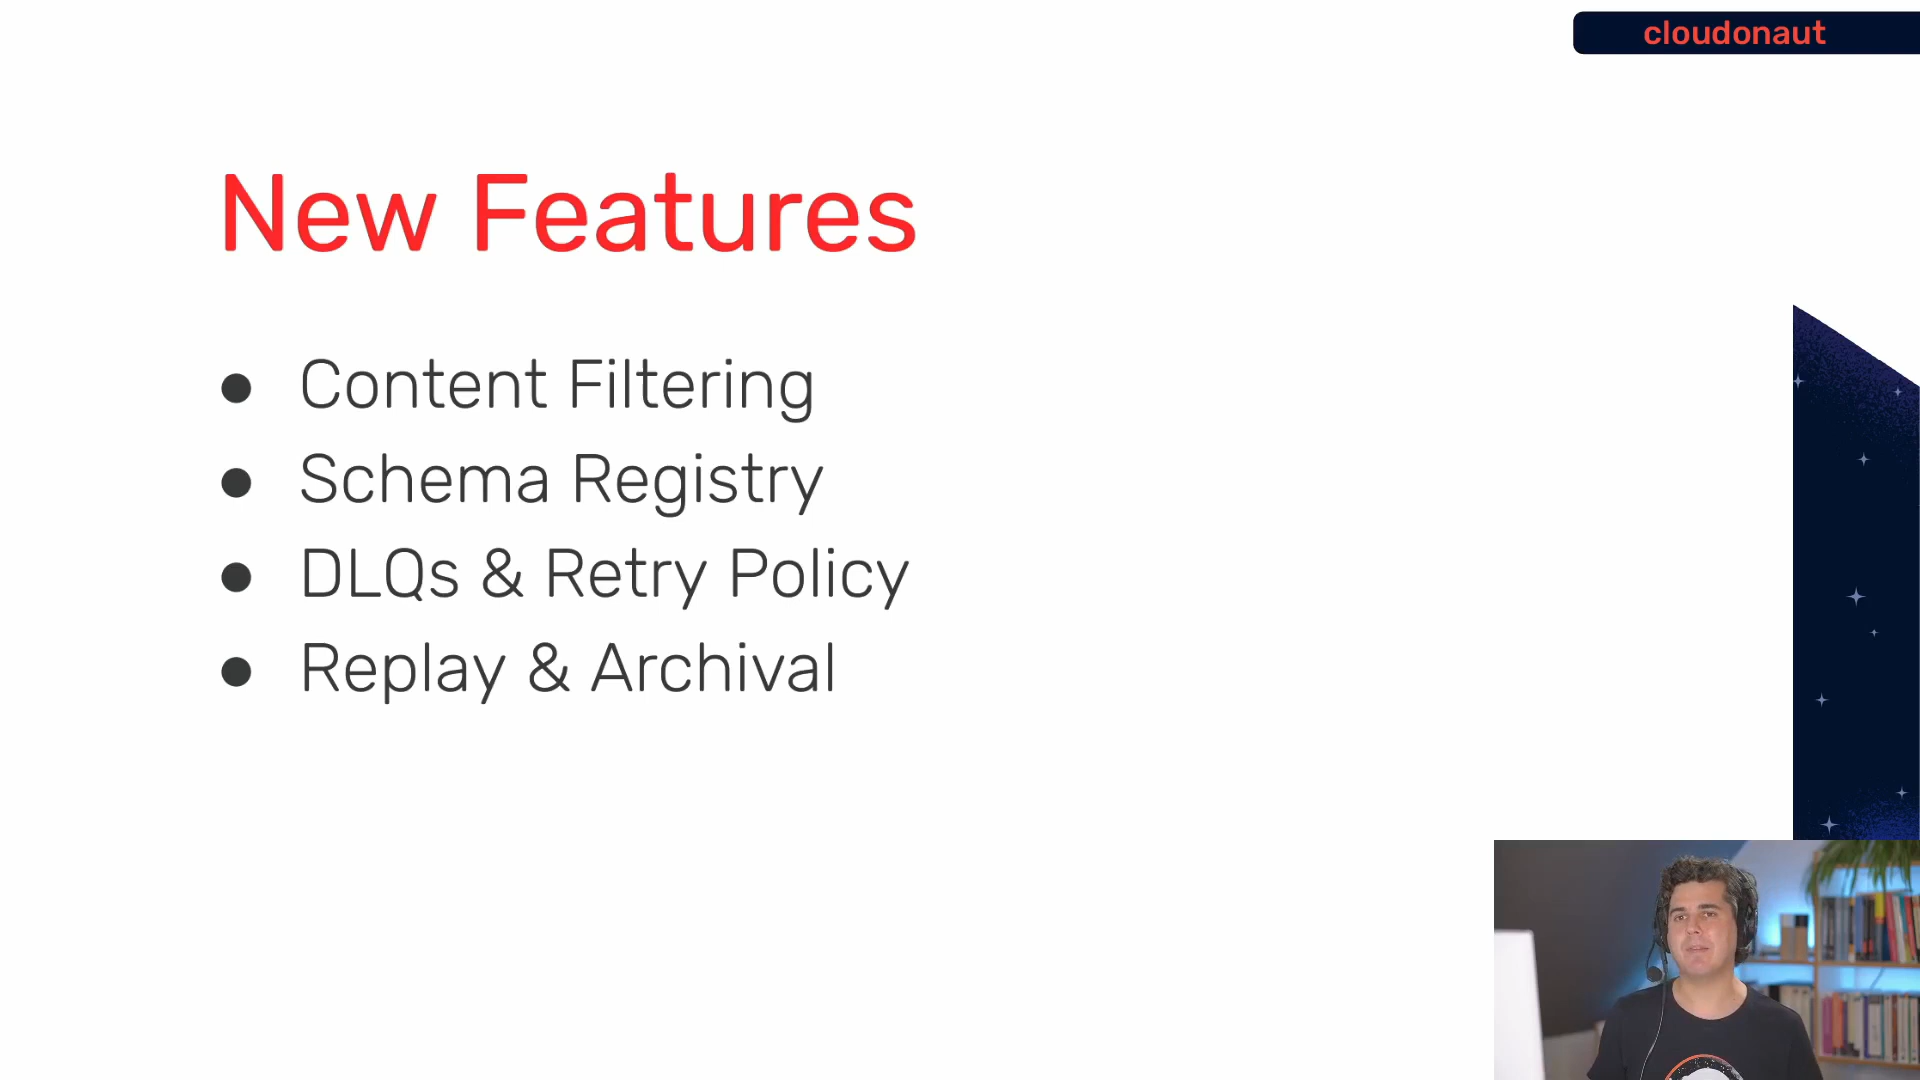 cloudonaut
New Features
● Content Filtering
● Schema Registry
● DLQs & Retry Policy
● Replay & Archival